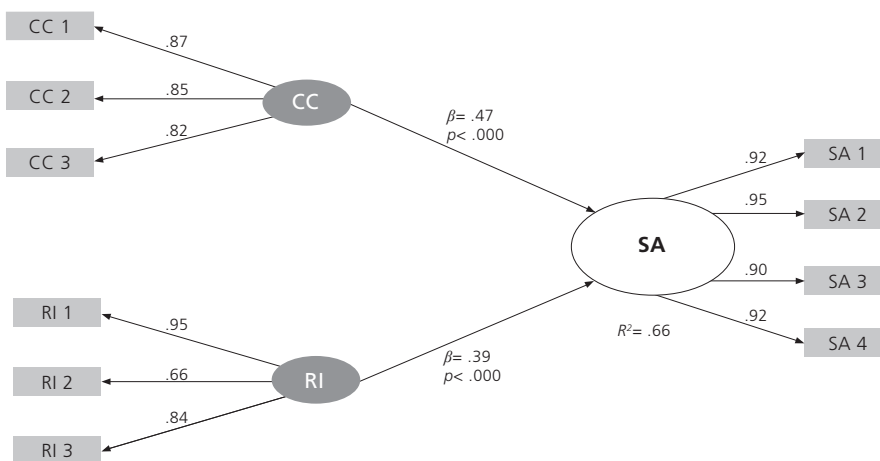 CC 1
.87
CC 2
.85
CC
CC 3
.82
β= .47
p< .000
SA 1
.92
SA 2
.95
SA
SA 3
.90
SA 4
.92
R²= .66
RI 1
.95
RI 2
.66
RI
RI 3
.84
β= .39
p< .000